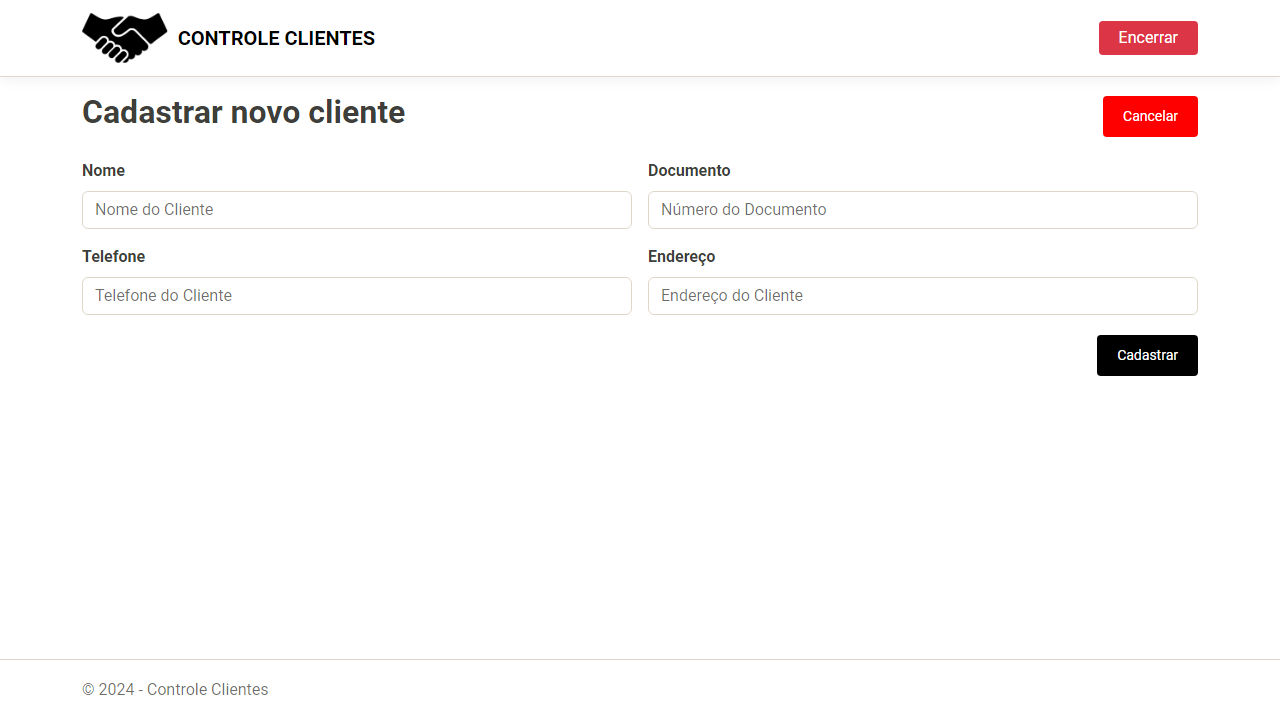 CONTROLE CLIENTES
Encerrar
Cadastrar novo cliente
Cancelar
Nome
Documento
Nome do Cliente
Número do Documento
Telefone
Endereço
Telefone do Cliente
Endereço do Cliente
Cadastrar
© 2024 - Controle Clientes